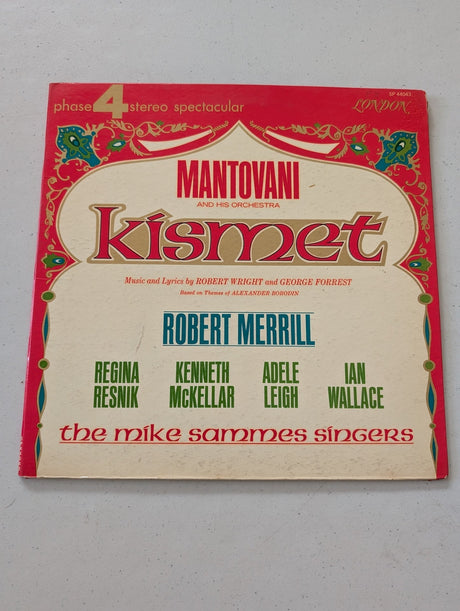 SP 44043
phase 4 stereo spectacular
LONDON
MANTOVANI
AND HIS ORCHESTRA
kismet
Music and Lyrics by ROBERT WRIGHT and GEORGE FORREST
Based on Themes of ALEXANDER BORODIN
ROBERT MERRILL
REGINA RESNIK
KENNETH McKELLAR
ADELE LEIGH
IAN WALLACE
the mike sammes singers